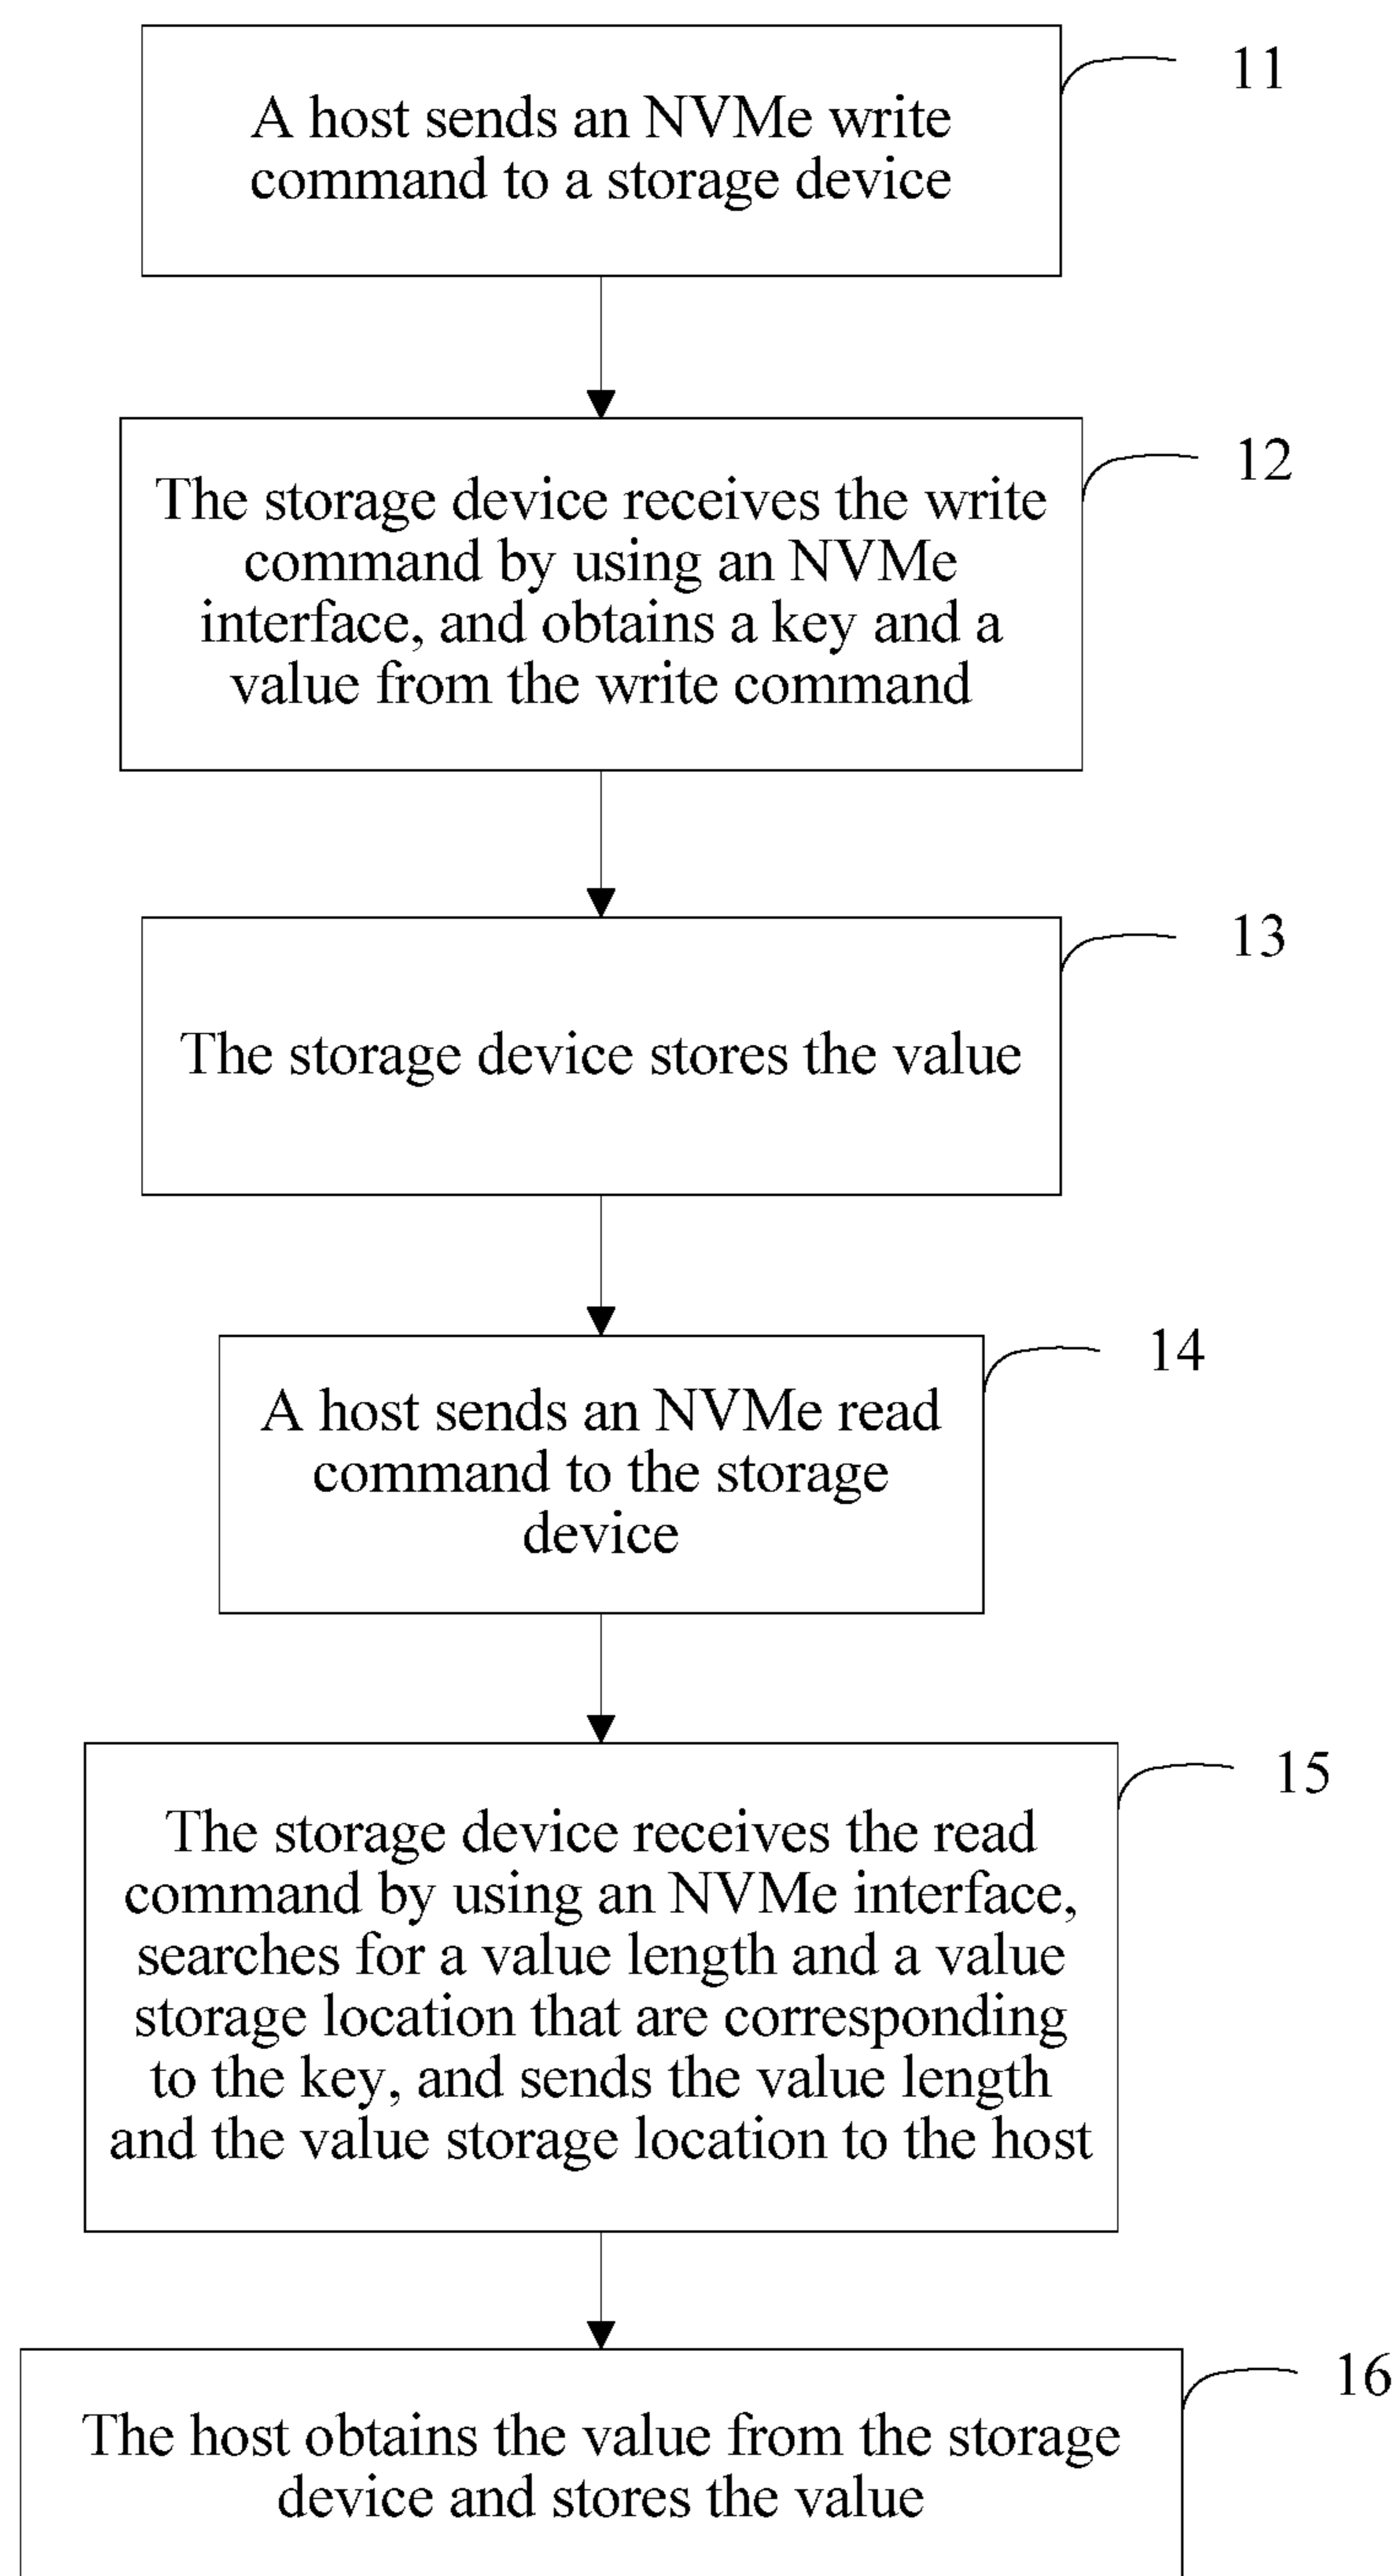 11
A host sends an NVMe write
command to a storage device
12
The storage device receives the write
command by using an NVMe
interface, and obtains a key and a
value from the write command
13
The storage device stores the value
14
A host sends an NVMe read
command to the storage
device
15
The storage device receives the read
command by using an NVMe interface,
searches for a value length and a value
storage location that are corresponding
to the key, and sends the value length
and the value storage location to the host
16
The host obtains the value from the storage
device and stores the value